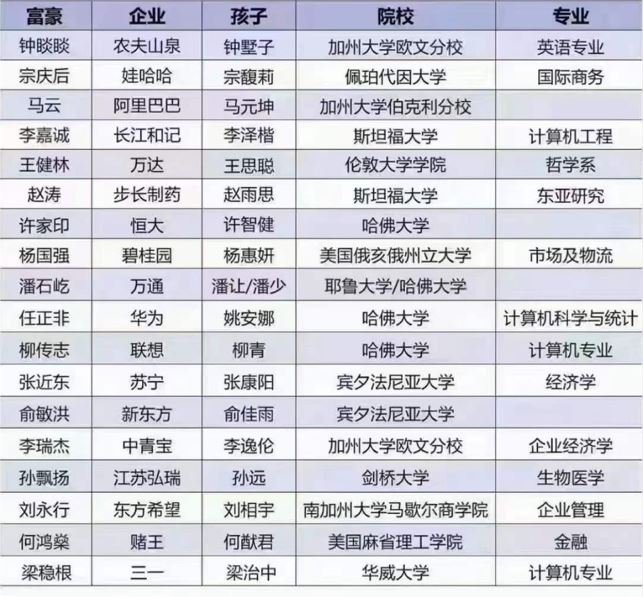 富豪 企业 孩子 院校 专业
钟睒睒 农夫山泉 钟墅子 加州大学欧文分校 英语专业
宗庆后 娃哈哈 宗馥莉 佩珀代因大学 国际商务
马云 阿里巴巴 马元坤 加州大学伯克利分校
李嘉诚 长江和记 李泽楷 斯坦福大学 计算机工程
王健林 万达 王思聪 伦敦大学学院 哲学系
赵涛 步长制药 赵雨思 斯坦福大学 东亚研究
许家印 恒大 许智健 哈佛大学
杨国强 碧桂园 杨惠妍 美国俄亥俄州立大学 市场及物流
潘石屹 万通 潘让/潘少 耶鲁大学/哈佛大学
任正非 华为 姚安娜 哈佛大学 计算机科学与统计
柳传志 联想 柳青 哈佛大学 计算机专业
张近东 苏宁 张康阳 宾夕法尼亚大学 经济学
俞敏洪 新东方 俞佳雨 宾夕法尼亚大学
李瑞杰 中青宝 李逸伦 加州大学欧文分校 企业经济学
孙飘扬 江苏弘瑞 孙远 剑桥大学 生物医学
刘永行 东方希望 刘相宇 南加州大学马歇尔商学院 企业管理
何鸿燊 赌王 何猷君 美国麻省理工学院 金融
梁稳根 三一 梁治中 华威大学 计算机专业